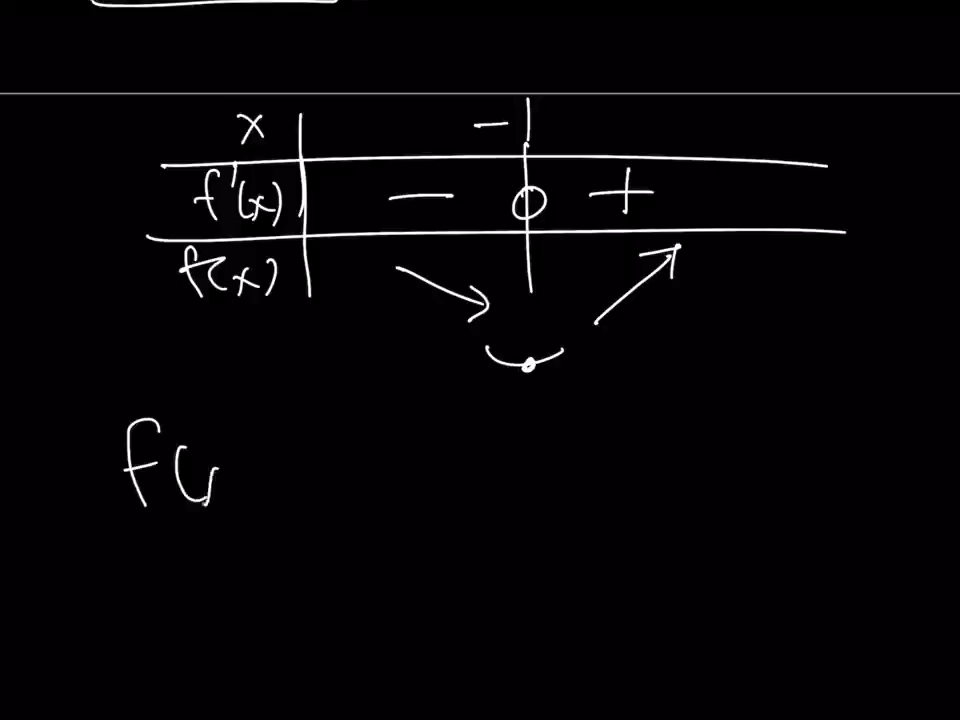 x -1
f'(x) - 0 +
f(x)
f(